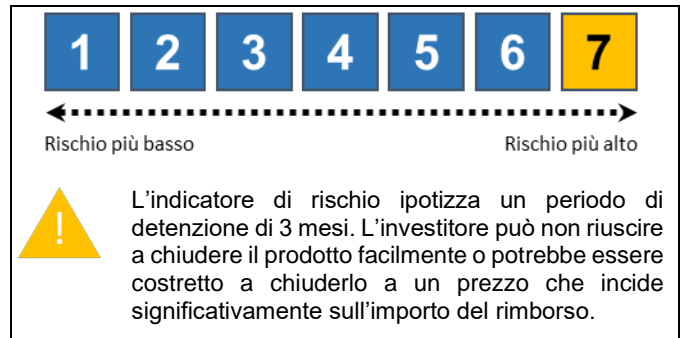 1 2 3 4 5 6 7
Rischio più basso Rischio più alto
!
L'indicatore di rischio ipotizza un periodo di
detenzione di 3 mesi. L'investitore può non riuscire
a chiudere il prodotto facilmente o potrebbe essere
costretto a chiuderlo a un prezzo che incide
significativamente sull'importo del rimborso.